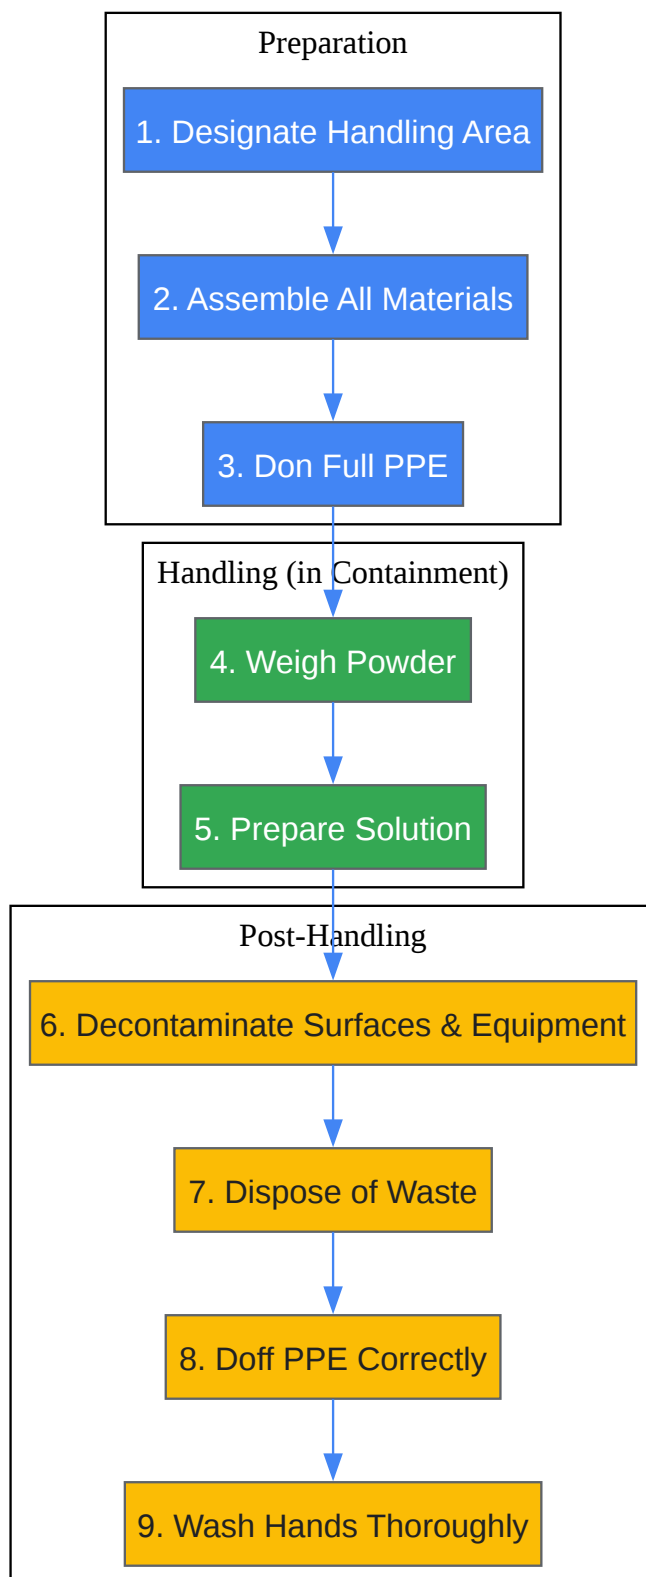 Preparation
1. Designate Handling Area
2. Assemble All Materials
3. Don Full PPE
Handling (in Containment)
4. Weigh Powder
5. Prepare Solution
Post-Handling
6. Decontaminate Surfaces & Equipment
7. Dispose of Waste
8. Doff PPE Correctly
9. Wash Hands Thoroughly